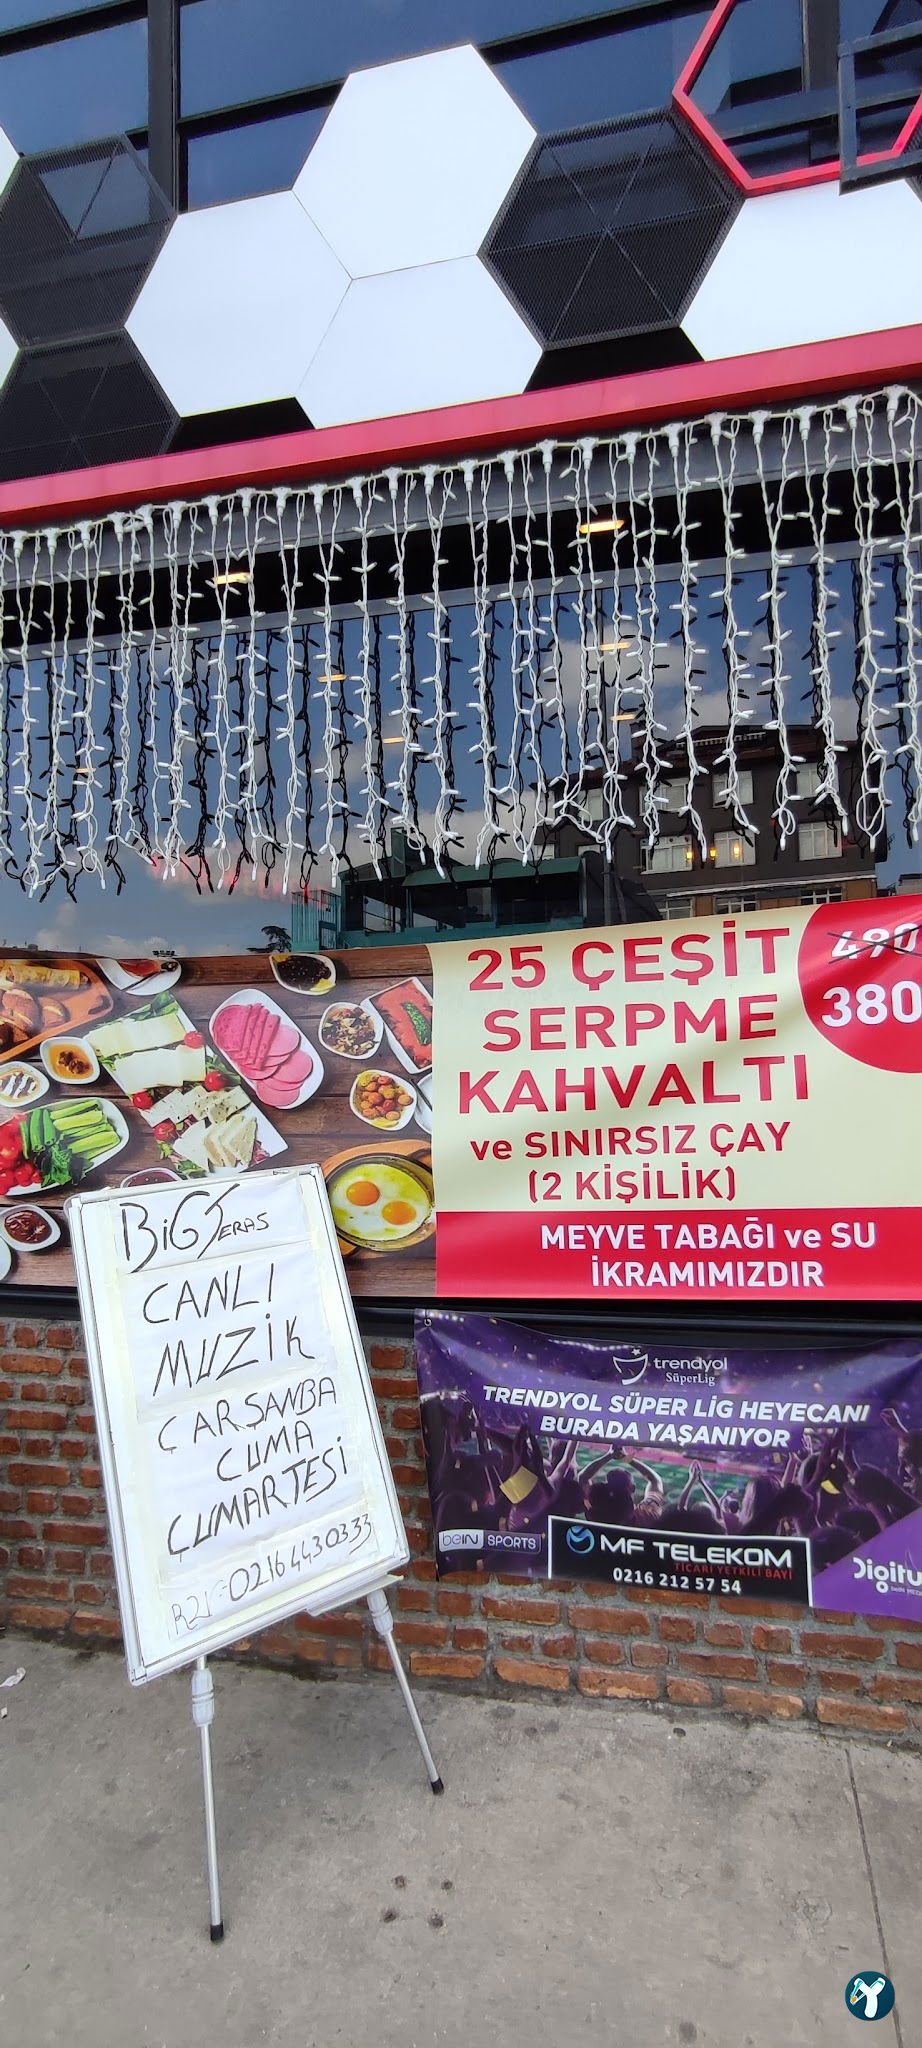 25 ÇEŞİT
SERPME
KAHVALTI
ve SINIRSIZ ÇAY
(2 KİŞİLİK)
490
380
MEYVE TABAĞI ve SU
İKRAMIMIZDIR
BiG TERAS
CANLI
MUZİK
ÇARŞANBA
CUMA
CUMARTESİ
0216 443 03 33
trendyol
SüperLig
TRENDYOL SÜPER LİG HEYECANI
BURADA YAŞANIYOR
beIN SPORTS
MF TELEKOM
TİCARİ YETKİLİ BAYİ
0216 212 57 54
Digitu